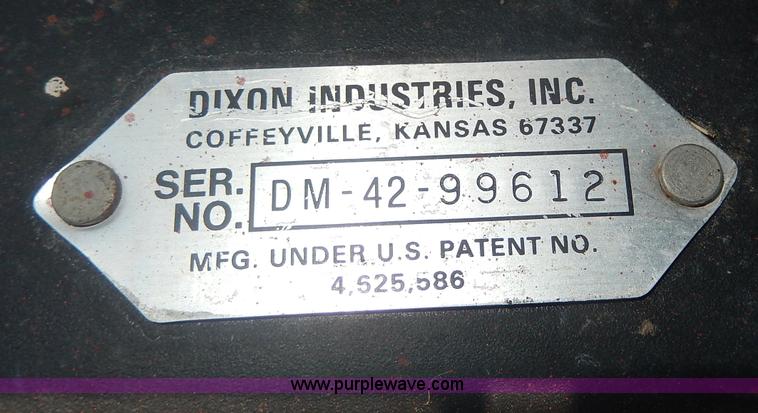 DIXON INDUSTRIES, INC.
COFFEYVILLE, KANSAS 67337
SER. NO. DM-42-99612
MFG. UNDER U.S. PATENT NO.
4,525,586
www.purplewave.com